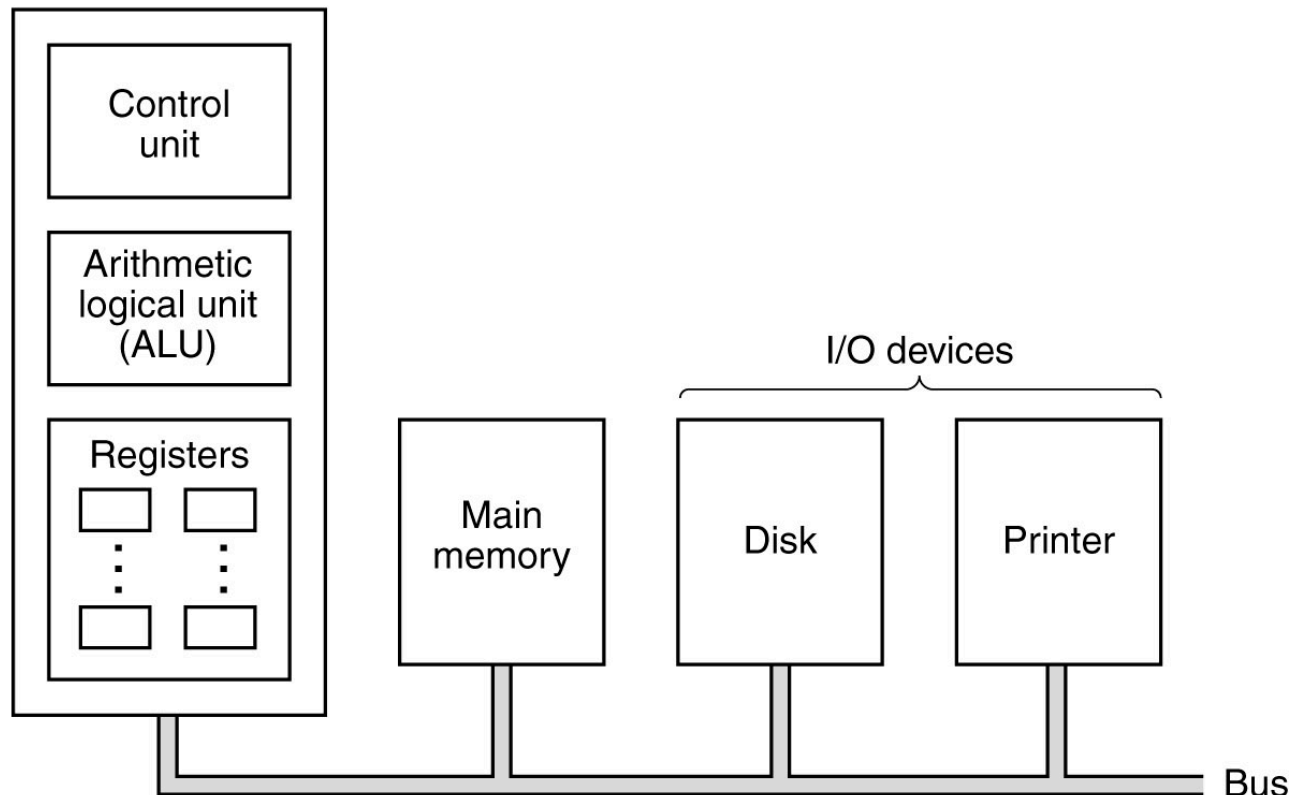 Control
unit
Arithmetic
logical unit
(ALU)
I/O devices
Registers
Main
memory
Disk
Printer
Bus